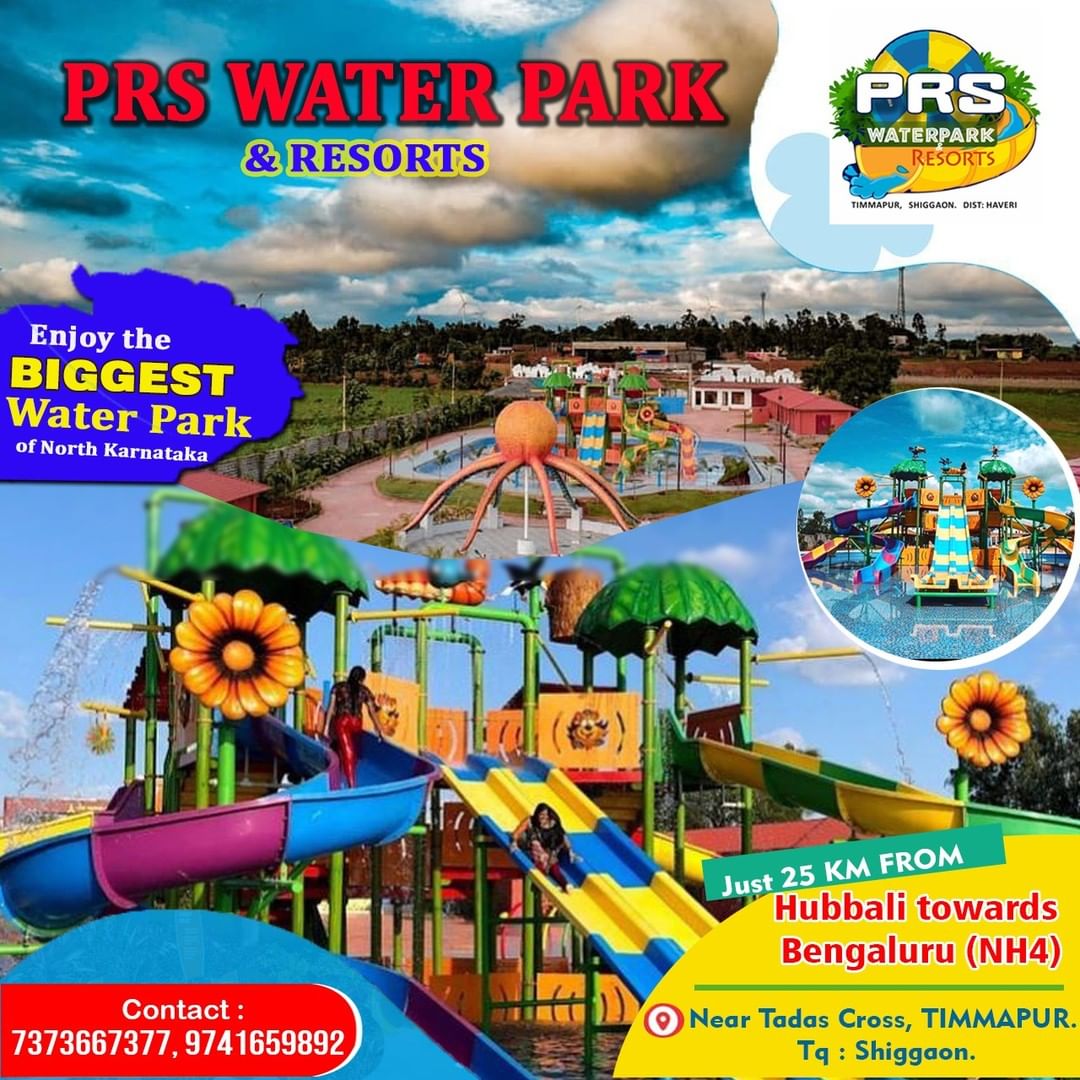 PRS WATER PARK
& RESORTS
PRS
WATERPARK
&
RESORTS
TIMMAPUR, SHIGGAON. DIST: HAVERI
Enjoy the
BIGGEST
Water Park
of North Karnataka
Just 25 KM FROM
Hubbali towards
Bengaluru (NH4)
Near Tadas Cross, TIMMAPUR.
Tq : Shiggaon.
Contact :
7373667377, 9741659892